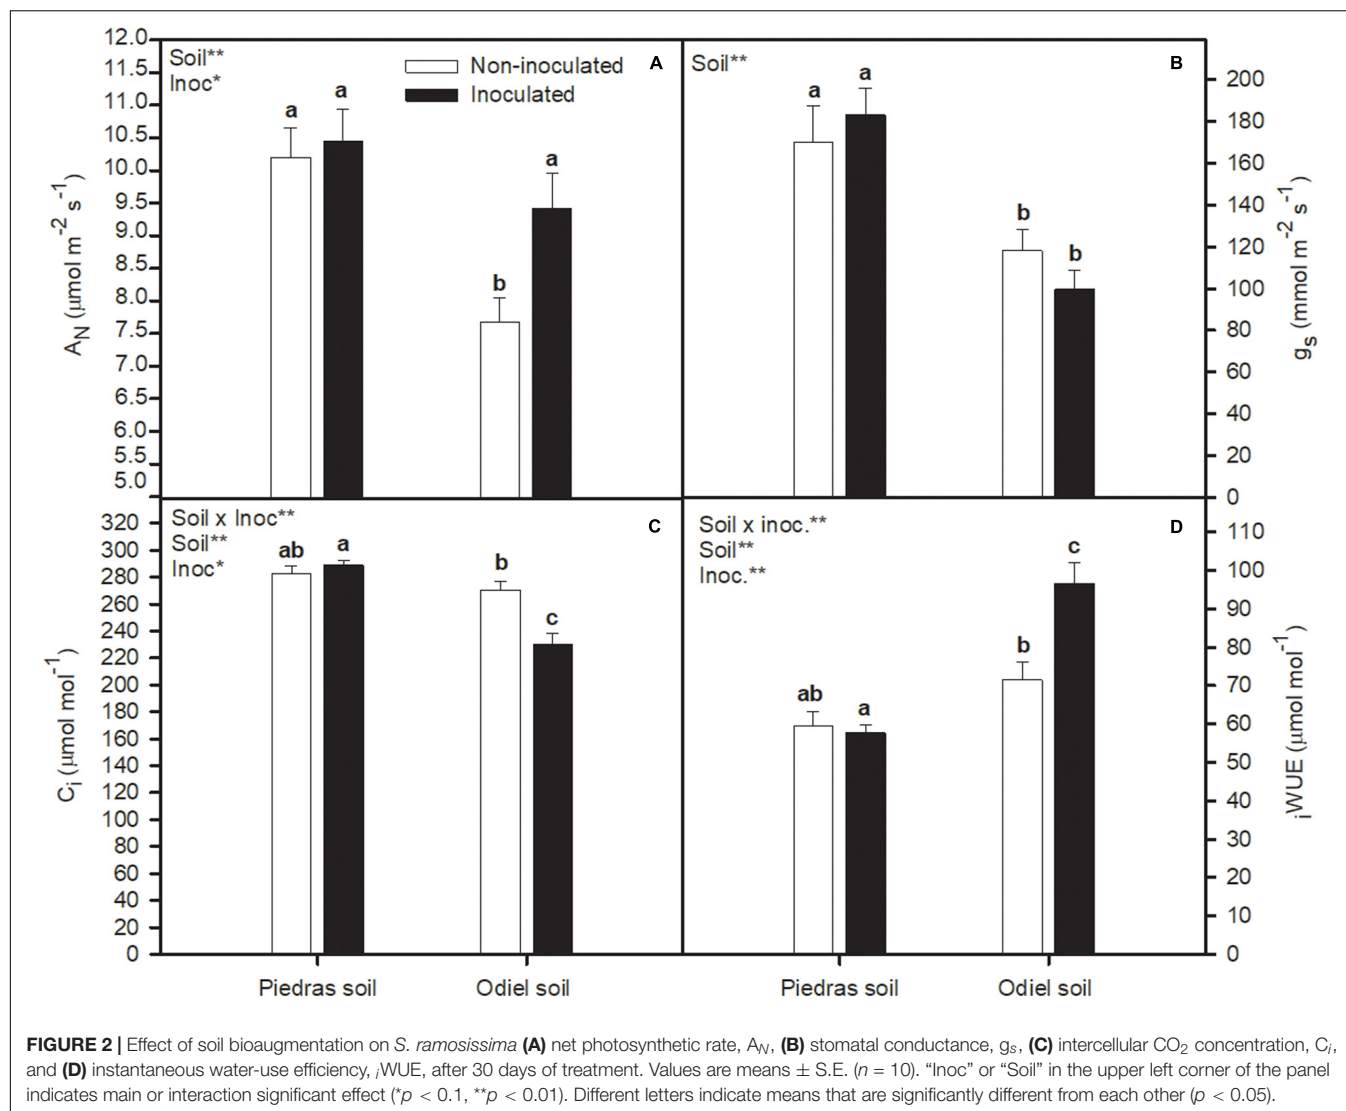 12.0
11.5
11.0
10.5
10.0
9.5
9.0
8.5
8.0
7.5
7.0
6.5
6.0
5.5
5.0
A_N (μmol m⁻² s⁻¹)
Soil**
Inoc*
Non-inoculated
Inoculated
A
a
a
b
a
Soil**
B
a
a
b
b
200
180
160
140
120
100
80
60
40
20
0
g_s (mmol m⁻² s⁻¹)
320
300
280
260
240
220
200
180
160
140
120
100
80
60
40
20
0
C_i (μmol mol⁻¹)
Soil x Inoc**
Soil**
Inoc*
C
ab
a
b
c
Piedras soil
Odiel soil
Soil x inoc.**
Soil**
Inoc.**
D
ab
a
b
c
110
100
90
80
70
60
50
40
30
20
10
0
iWUE (μmol mol⁻¹)
Piedras soil
Odiel soil
FIGURE 2 | Effect of soil bioaugmentation on S. ramosissima (A) net photosynthetic rate, A_N, (B) stomatal conductance, g_s, (C) intercellular CO₂ concentration, C_i,
and (D) instantaneous water-use efficiency, iWUE, after 30 days of treatment. Values are means ± S.E. (n = 10). “Inoc” or “Soil” in the upper left corner of the panel
indicates main or interaction significant effect (*p < 0.1, **p < 0.01). Different letters indicate means that are significantly different from each other (p < 0.05).